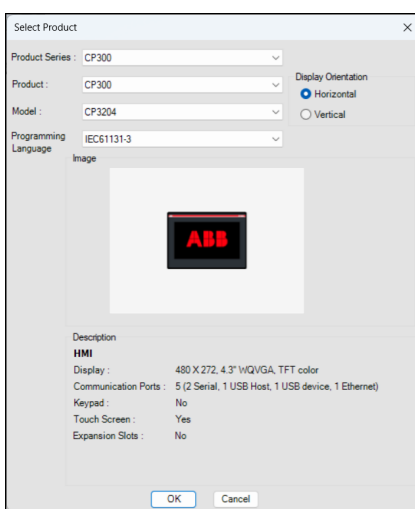 Select Product
Product Series : CP300
Product : CP300
Display Orientation
Horizontal
Model : CP3204
Vertical
Programming Language IEC61131-3
Image
ABB
Description
HMI
Display : 480 X 272, 4.3" WQVGA, TFT color
Communication Ports : 5 (2 Serial, 1 USB Host, 1 USB device, 1 Ethernet)
Keypad : No
Touch Screen : Yes
Expansion Slots : No
OK Cancel